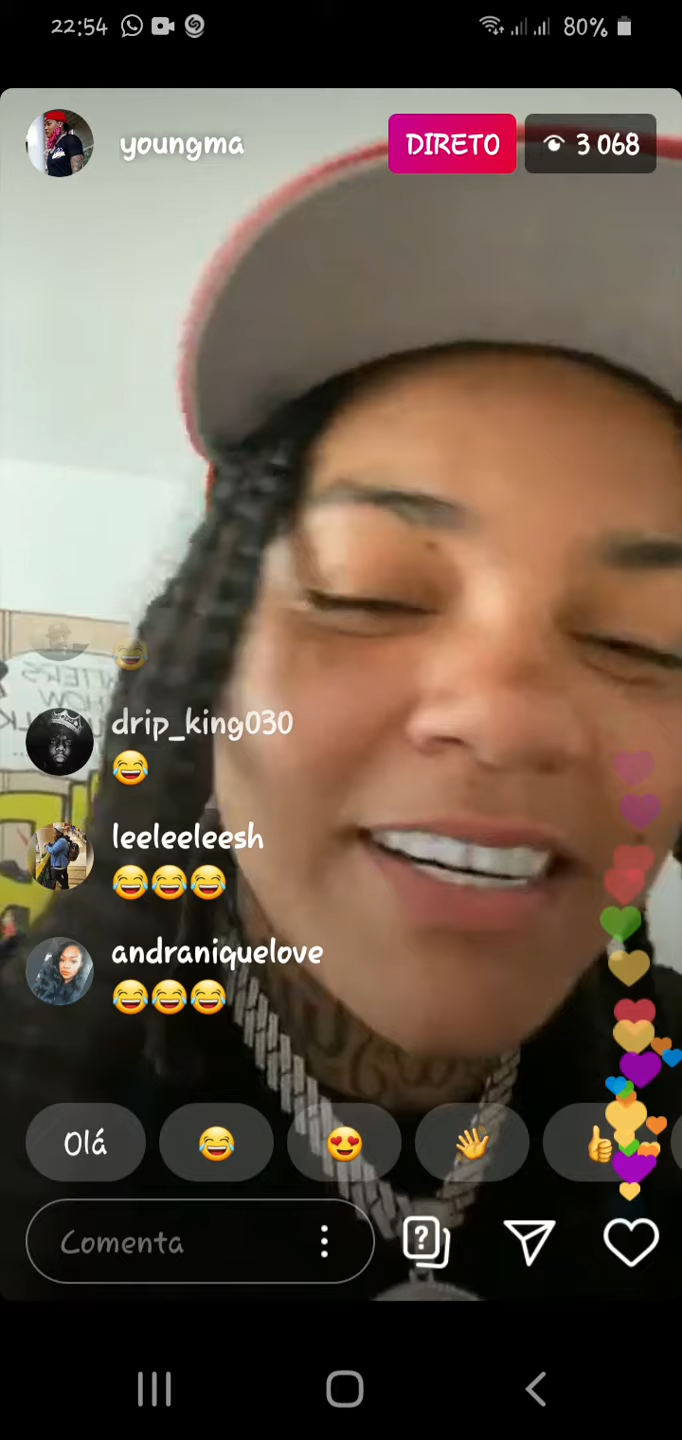 22:54
80%
youngma
DIRETO
3 068
drip_king030
😂
leeleeleesh
😂😂😂
andraniquelove
😂😂😂
Olá
Comenta